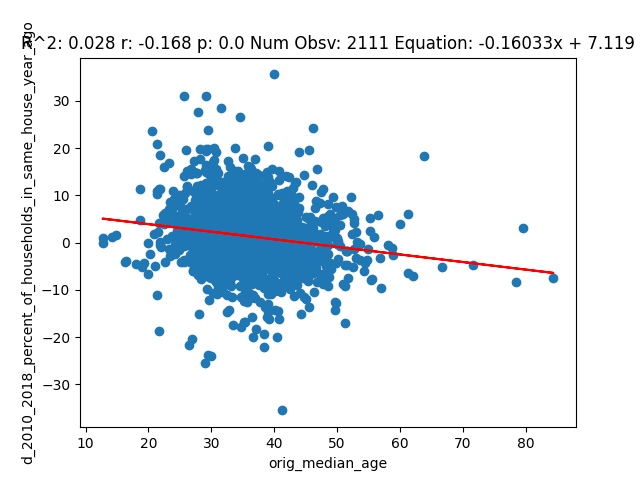 R^2: 0.028 r: -0.168 p: 0.0 Num Obsv: 2111 Equation: -0.16033x + 7.119
d_2010_2018_percent_of_households_in_same_house_year_ago
30
20
10
0
−10
−20
−30
10 20 30 40 50 60 70 80
orig_median_age